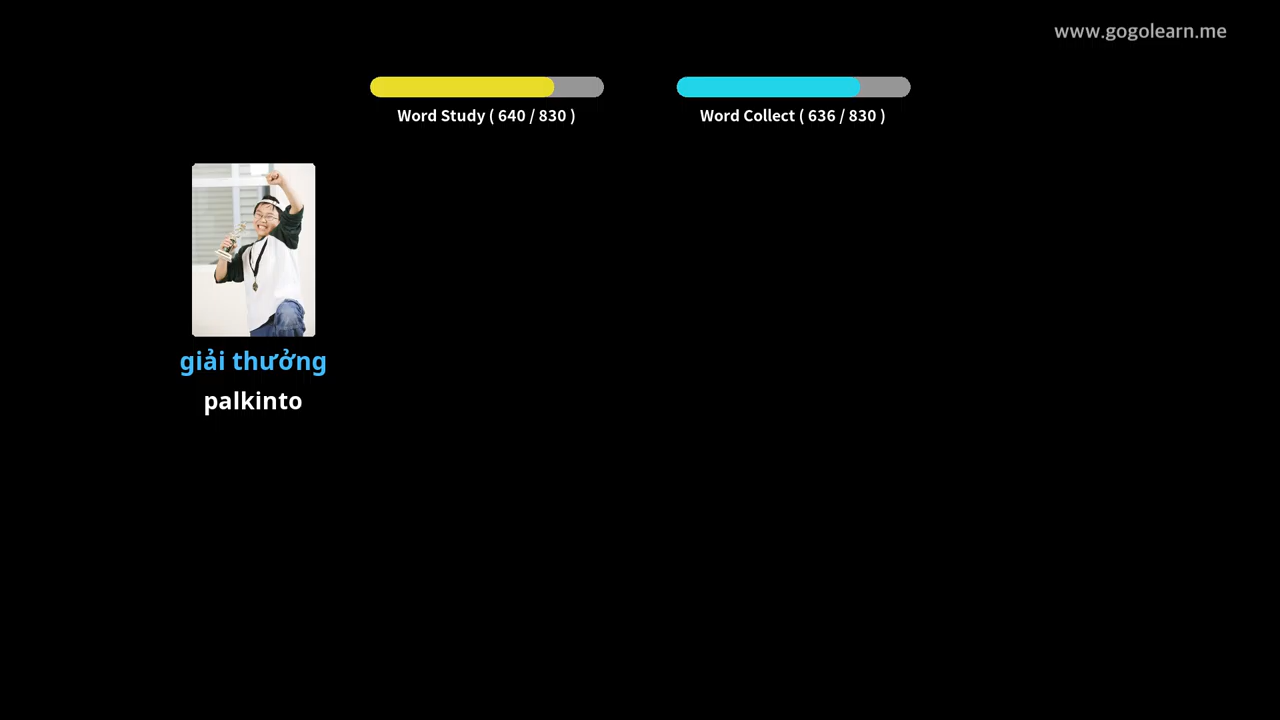 www.gogolearn.me
Word Study ( 640 / 830 )
Word Collect ( 636 / 830 )
giải thưởng
palkinto